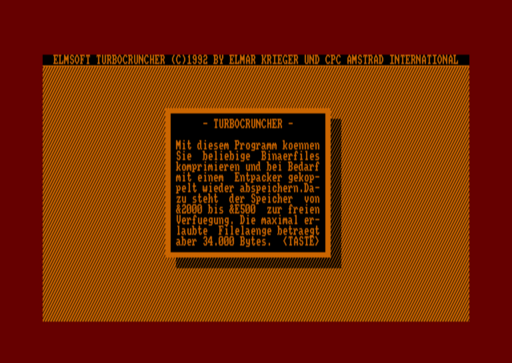 ELMSOFT TURBOCRUNCHER (C)1992 BY ELMAR KRIEGER UND CPC AMSTRAD INTERNATIONAL
- TURBOCRUNCHER -
Mit diesem Programm koennen
Sie beliebige Binaerfiles
komprimieren und bei Bedarf
mit einem Entpacker gekop-
pelt wieder abspeichern.Da-
zu steht der Speicher von
&2000 bis &E500 zur freien
Verfuegung. Die maximal er-
laubte Filelaenge betraegt
aber 34.000 Bytes. <TASTE>